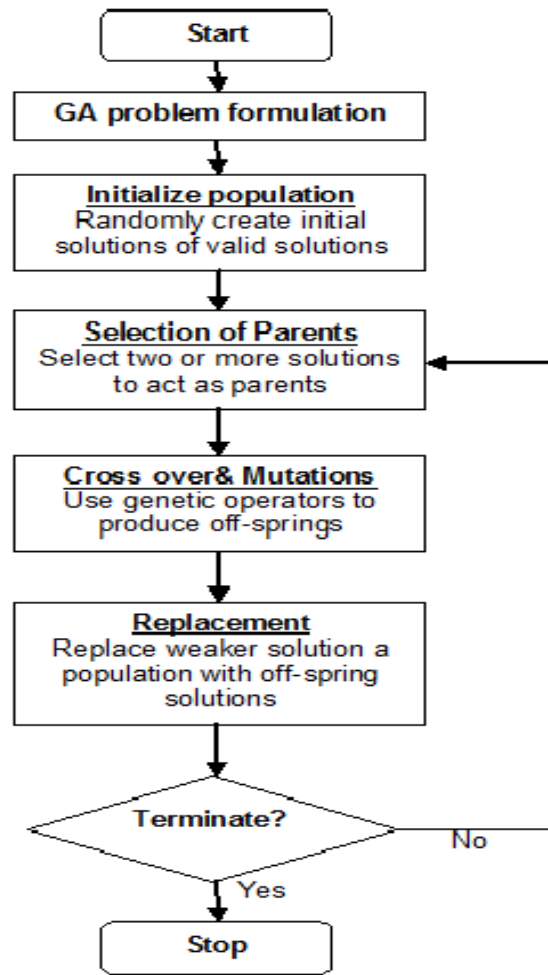 Start
GA problem formulation
Initialize population
Randomly create initial
solutions of valid solutions
Selection of Parents
Select two or more solutions
to act as parents
Cross over& Mutations
Use genetic operators to
produce off-springs
Replacement
Replace weaker solution a
population with off-spring
solutions
Terminate?
No
Yes
Stop